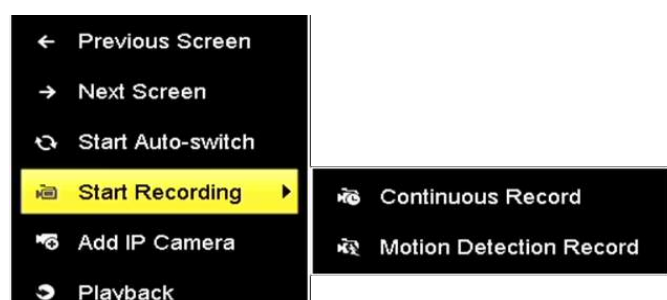 Previous Screen
Next Screen
Start Auto-switch
Start Recording
Continuous Record
Add IP Camera
Motion Detection Record
Playback